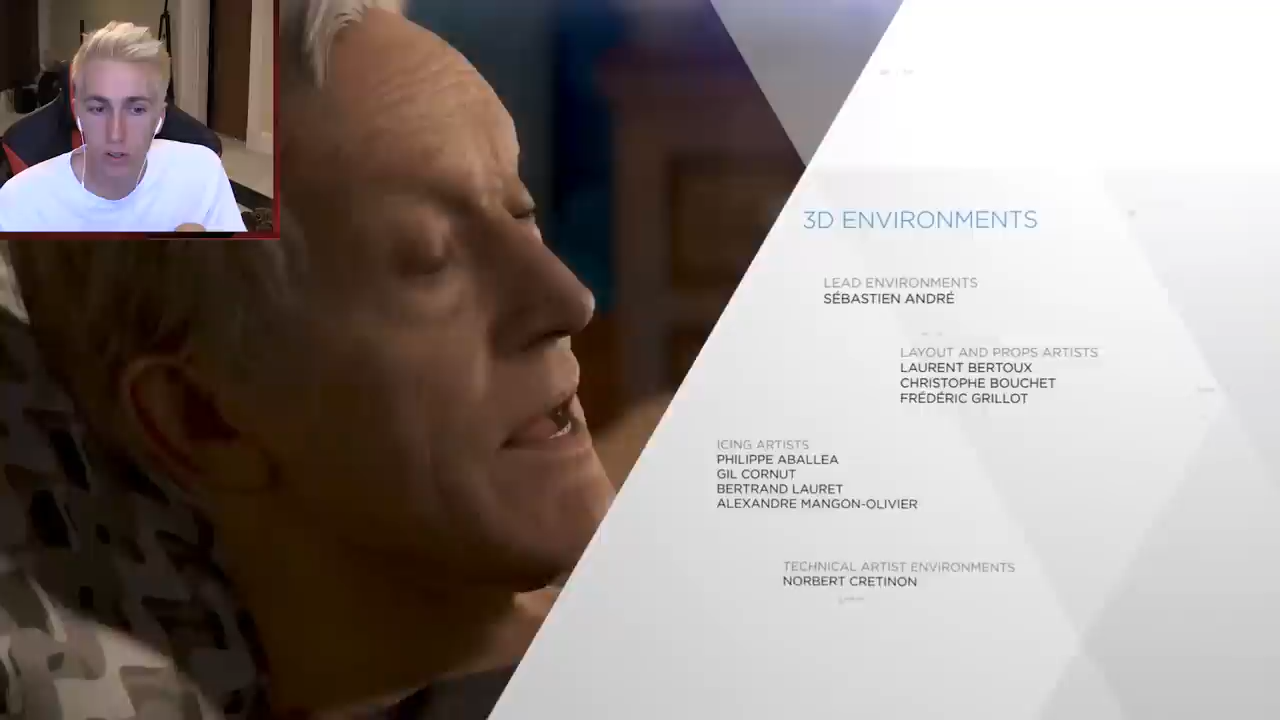 3D ENVIRONMENTS
LEAD ENVIRONMENTS
SÉBASTIEN ANDRÉ
LAYOUT AND PROPS ARTISTS
LAURENT BERTOUX
CHRISTOPHE BOUCHET
FRÉDÉRIC GRILLOT
ICING ARTISTS
PHILIPPE ABALLEA
GIL CORNUT
BERTRAND LAURET
ALEXANDRE MANGON-OLIVIER
TECHNICAL ARTIST ENVIRONMENTS
NORBERT CRETINON